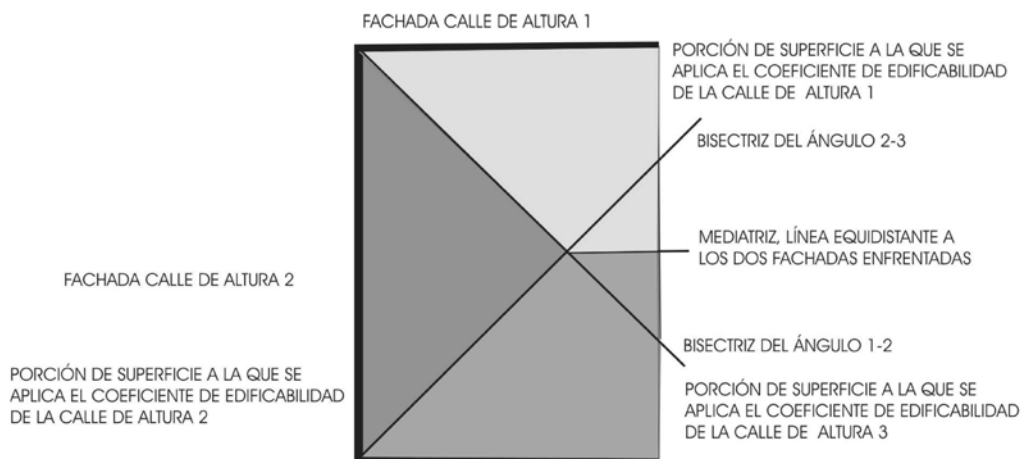 FACHADA CALLE DE ALTURA 1
PORCIÓN DE SUPERFICIE A LA QUE SE
APLICA EL COEFICIENTE DE EDIFICABILIDAD
DE LA CALLE DE ALTURA 1
BISECTRIZ DEL ÁNGULO 2-3
MEDIATRIZ, LÍNEA EQUIDISTANTE A
LOS DOS FACHADAS ENFRENTADAS
FACHADA CALLE DE ALTURA 2
BISECTRIZ DEL ÁNGULO 1-2
PORCIÓN DE SUPERFICIE A LA QUE SE
APLICA EL COEFICIENTE DE EDIFICABILIDAD
DE LA CALLE DE ALTURA 2
PORCIÓN DE SUPERFICIE A LA QUE SE
APLICA EL COEFICIENTE DE EDIFICABILIDAD
DE LA CALLE DE ALTURA 3